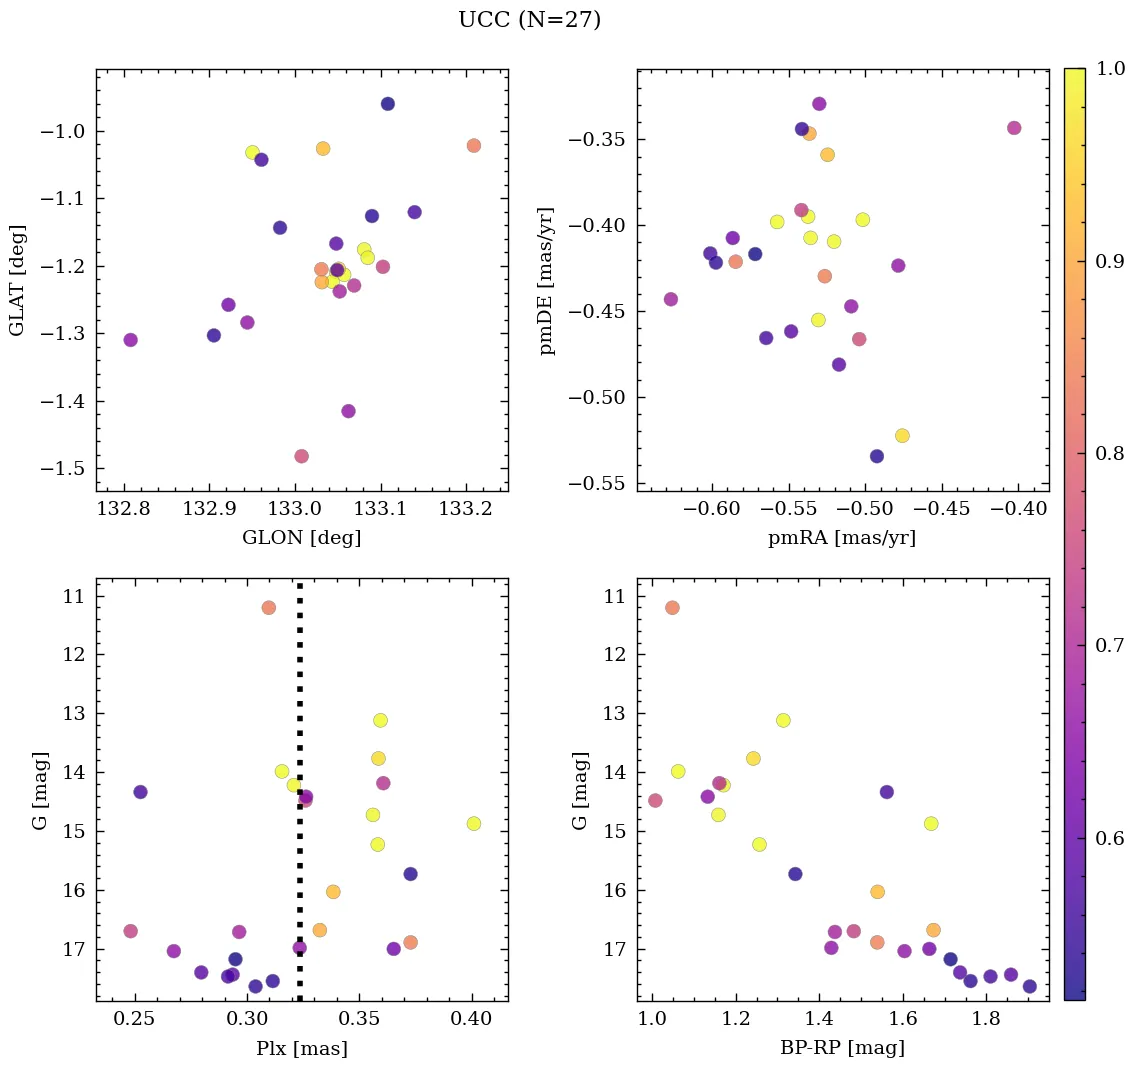 UCC (N=27)
−1.0
−1.1
−1.2
−1.3
−1.4
−1.5
GLAT [deg]
132.8 132.9 133.0 133.1 133.2
GLON [deg]
−0.35
−0.40
−0.45
−0.50
−0.55
pmDE [mas/yr]
−0.60 −0.55 −0.50 −0.45 −0.40
pmRA [mas/yr]
11
12
13
14
15
16
17
G [mag]
0.25 0.30 0.35 0.40
Plx [mas]
11
12
13
14
15
16
17
G [mag]
1.0 1.2 1.4 1.6 1.8
BP-RP [mag]
1.0
0.9
0.8
0.7
0.6